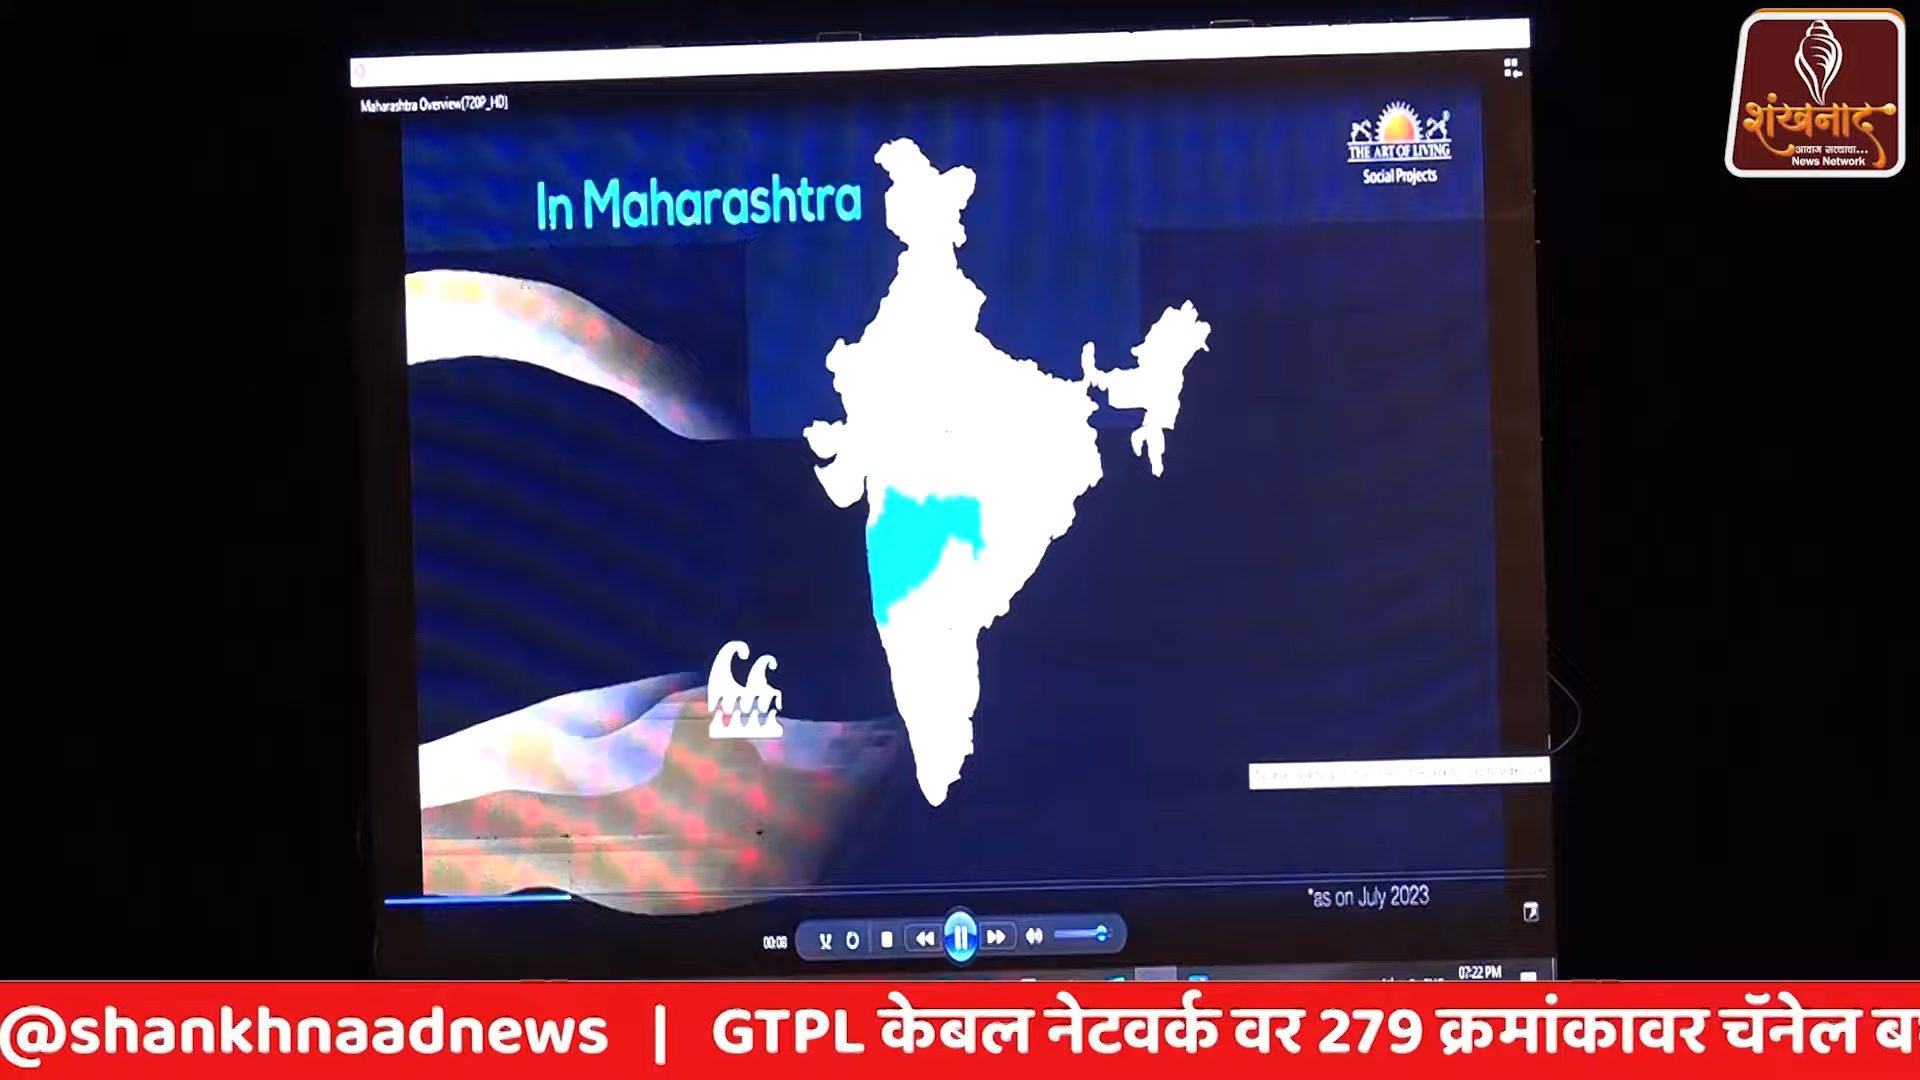 Maharashtra Overview[720P_HD]
In Maharashtra
THE ART OF LIVING
Social Projects
शंखनाद
आवाज सत्याचा...
News Network
*as on July 2023
00:08
07:22 PM
@shankhnaadnews | GTPL केबल नेटवर्क वर 279 क्रमांकावर चॅनेल ब